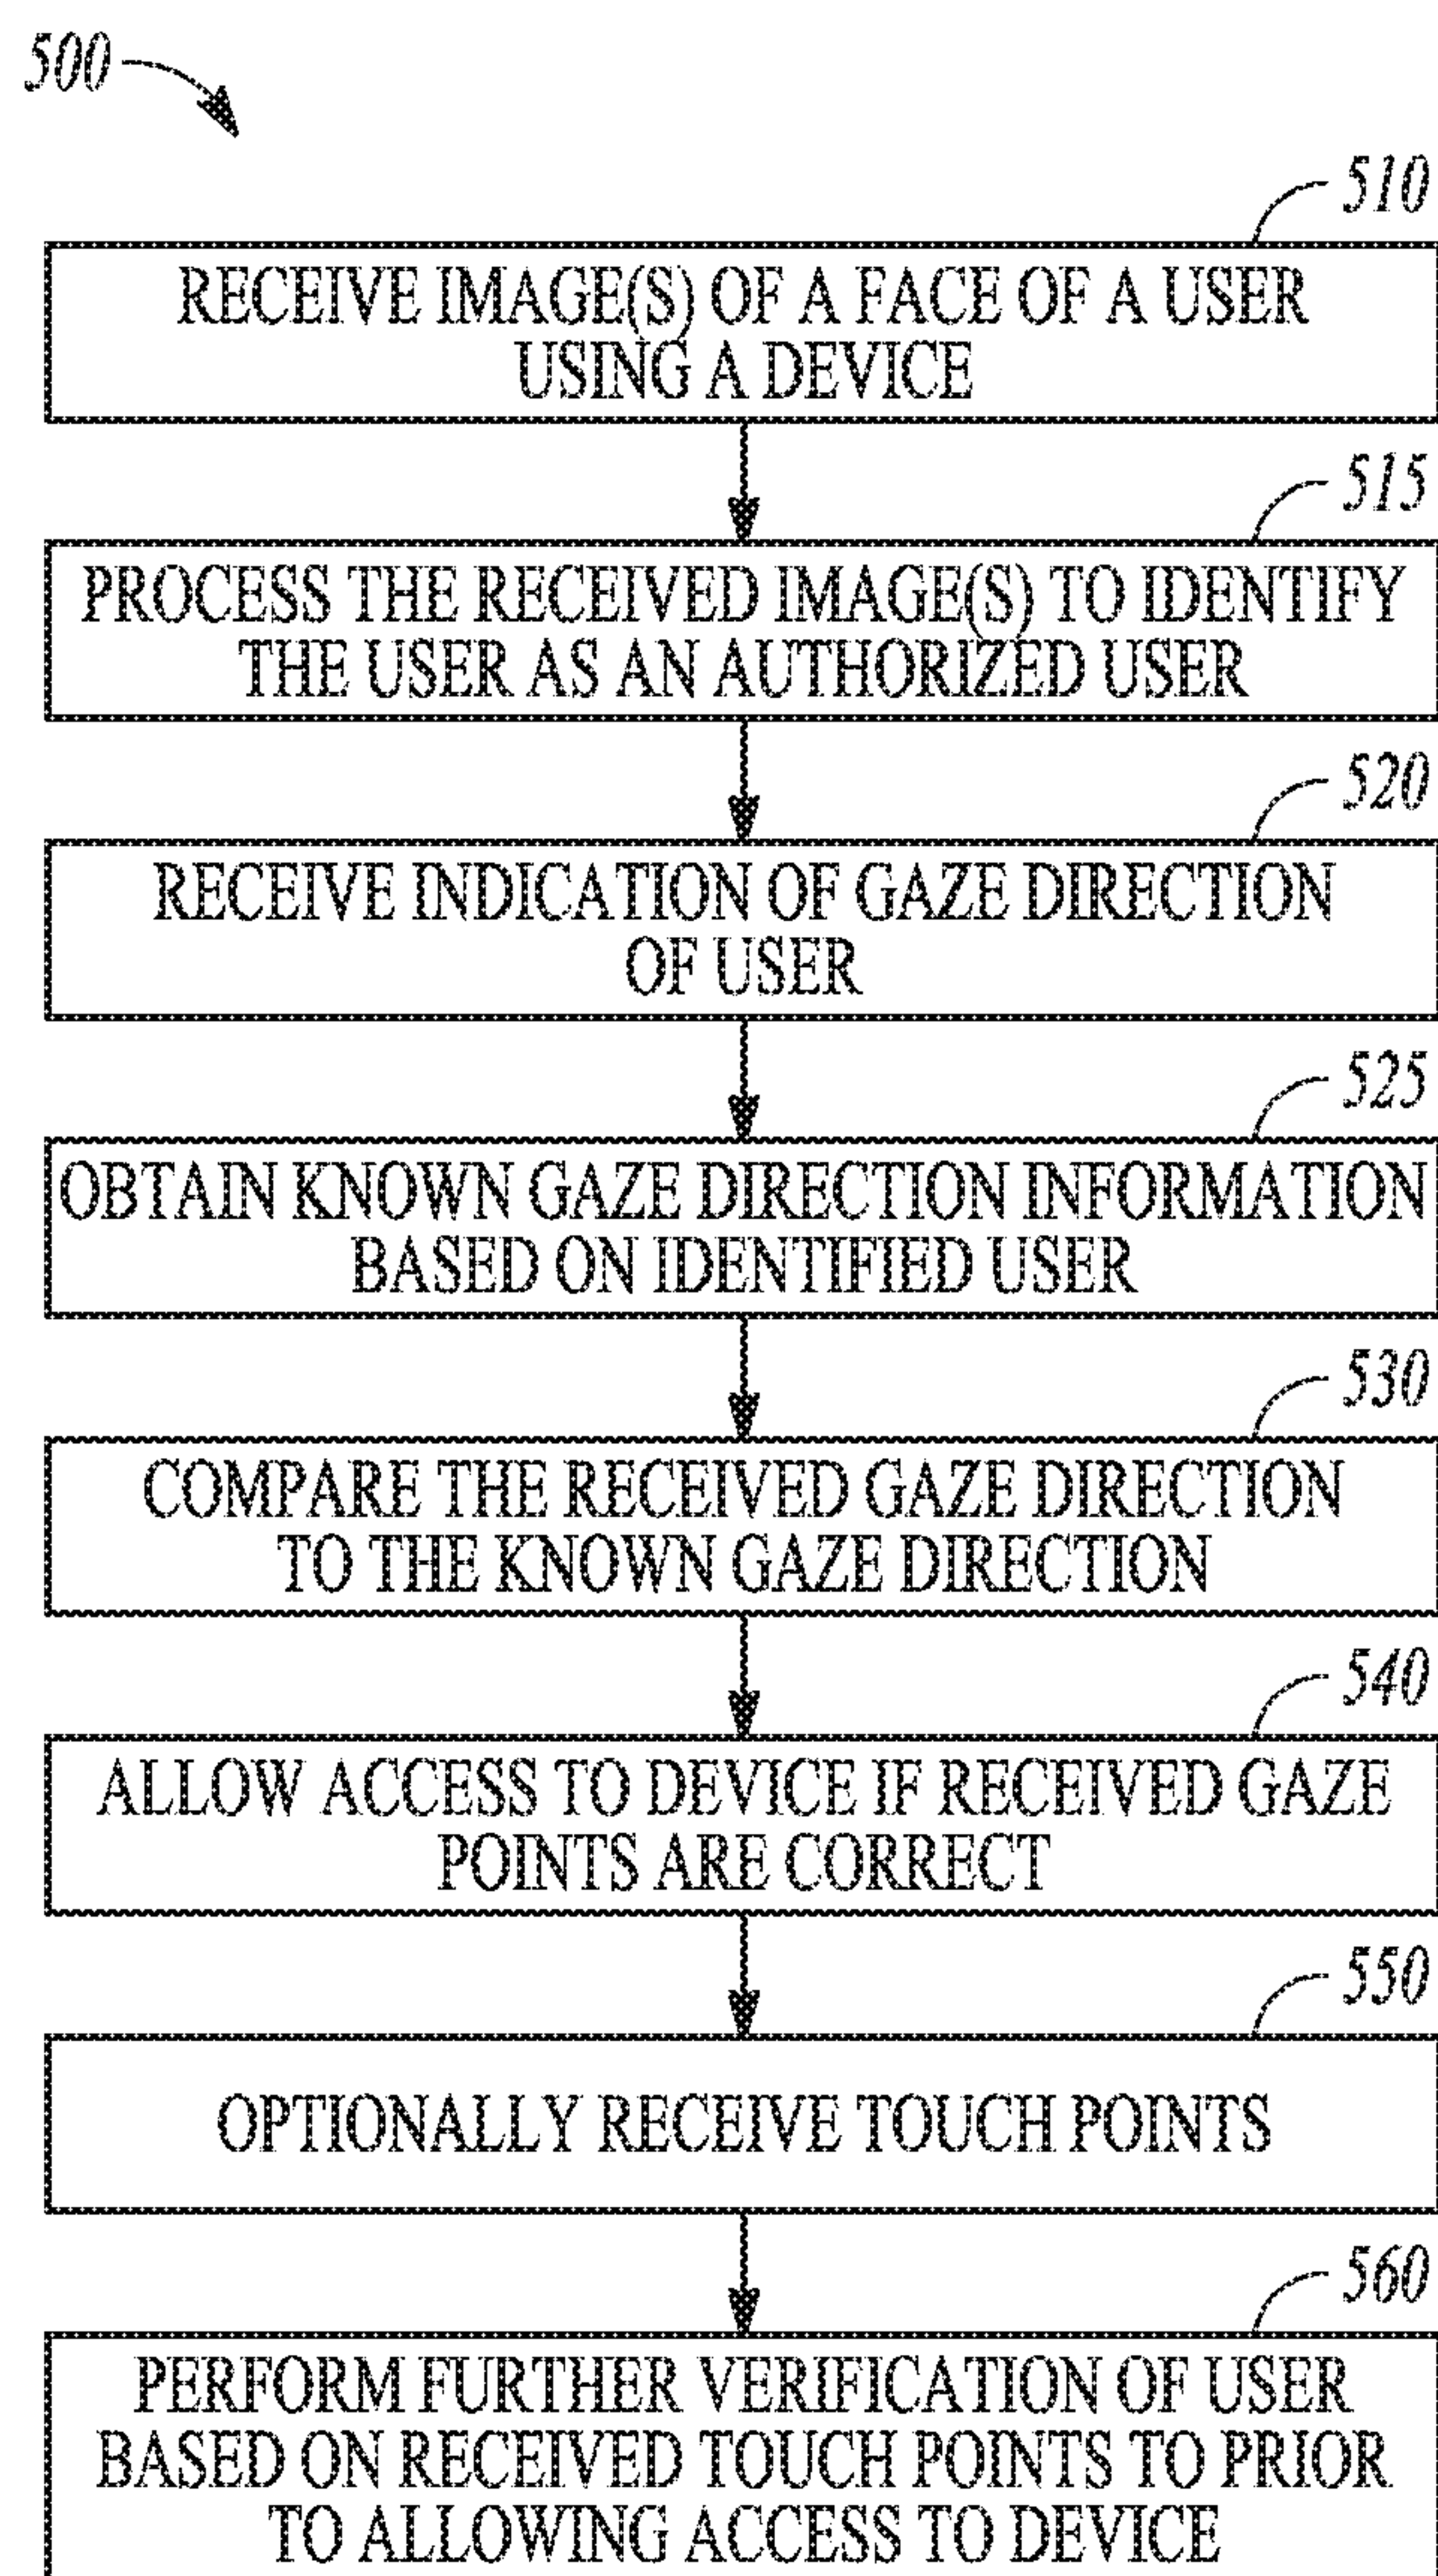 500
510
RECEIVE IMAGE(S) OF A FACE OF A USER
USING A DEVICE
515
PROCESS THE RECEIVED IMAGE(S) TO IDENTIFY
THE USER AS AN AUTHORIZED USER
520
RECEIVE INDICATION OF GAZE DIRECTION
OF USER
525
OBTAIN KNOWN GAZE DIRECTION INFORMATION
BASED ON IDENTIFIED USER
530
COMPARE THE RECEIVED GAZE DIRECTION
TO THE KNOWN GAZE DIRECTION
540
ALLOW ACCESS TO DEVICE IF RECEIVED GAZE
POINTS ARE CORRECT
550
OPTIONALLY RECEIVE TOUCH POINTS
560
PERFORM FURTHER VERIFICATION OF USER
BASED ON RECEIVED TOUCH POINTS TO PRIOR
TO ALLOWING ACCESS TO DEVICE